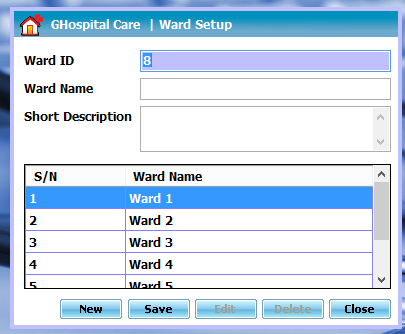 GHospital Care | Ward Setup
Ward ID 8
Ward Name
Short Description
S/N Ward Name
1 Ward 1
2 Ward 2
3 Ward 3
4 Ward 4
5 Ward 5
New Save Edit Delete Close